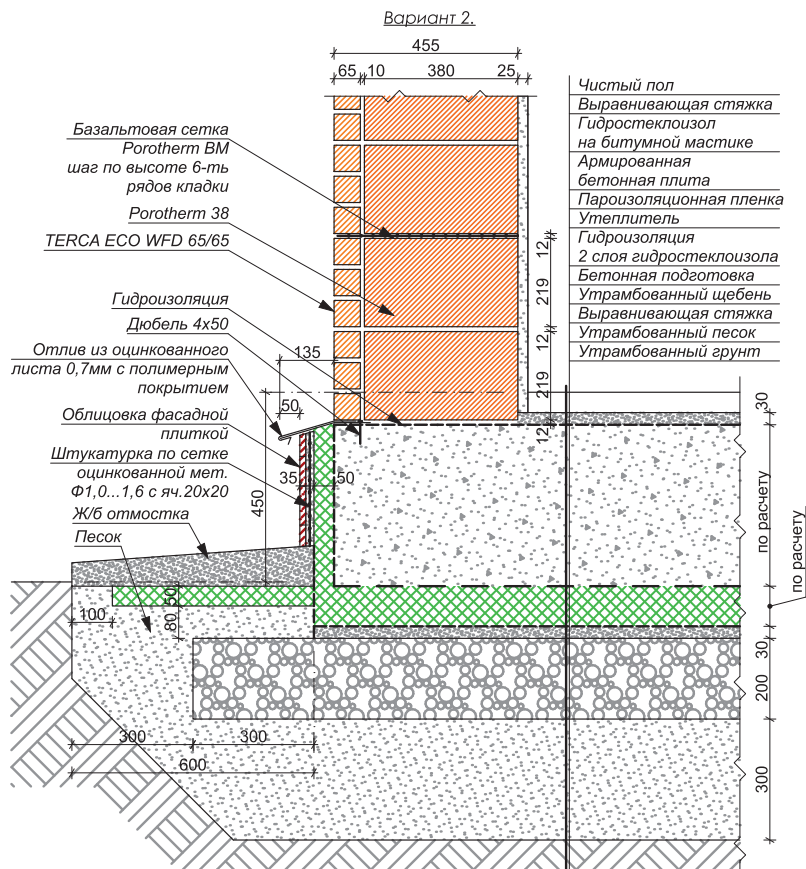 Вариант 2.
455
65
10
380
25
Базальтовая сетка
Porotherm BM
шаг по высоте 6-ть
рядов кладки
Porotherm 38
TERCA ECO WFD 65/65
Гидроизоляция
Дюбель 4х50
Отлив из оцинкованного
листа 0,7мм с полимерным
покрытием
Облицовка фасадной
плиткой
Штукатурка по сетке
оцинкованной мет.
Ф1,0...1,6 с яч.20х20
Ж/б отмостка
Песок
Чистый пол
Выравнивающая стяжка
Гидростеклоизол
на битумной мастике
Армированная
бетонная плита
Пароизоляционная пленка
Утеплитель
Гидроизоляция
2 слоя гидростеклоизола
Бетонная подготовка
Утрамбованный щебень
Выравнивающая стяжка
Утрамбованный песок
Утрамбованный грунт
12
219
12
219
12
135
50
35
50
450
100
50
80
300
300
600
30
по расчету
по расчету
30
200
300